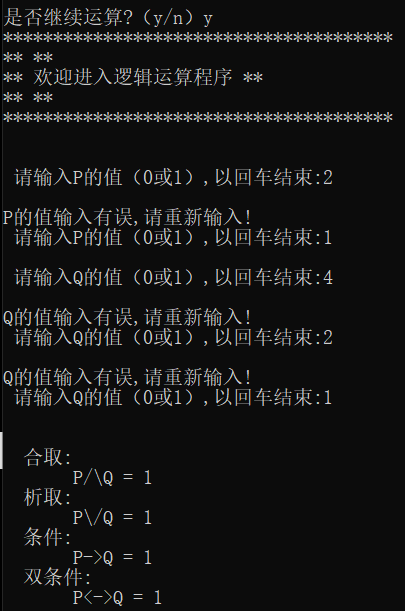 是否继续运算?（y/n）y
***************************************
** **
** 欢迎进入逻辑运算程序 **
** **
***************************************
请输入P的值（0或1）,以回车结束:2
P的值输入有误,请重新输入!
请输入P的值（0或1）,以回车结束:1
请输入Q的值（0或1）,以回车结束:4
Q的值输入有误,请重新输入!
请输入Q的值（0或1）,以回车结束:2
Q的值输入有误,请重新输入!
请输入Q的值（0或1）,以回车结束:1
合取:
P/\Q = 1
析取:
P\/Q = 1
条件:
P->Q = 1
双条件:
P<->Q = 1